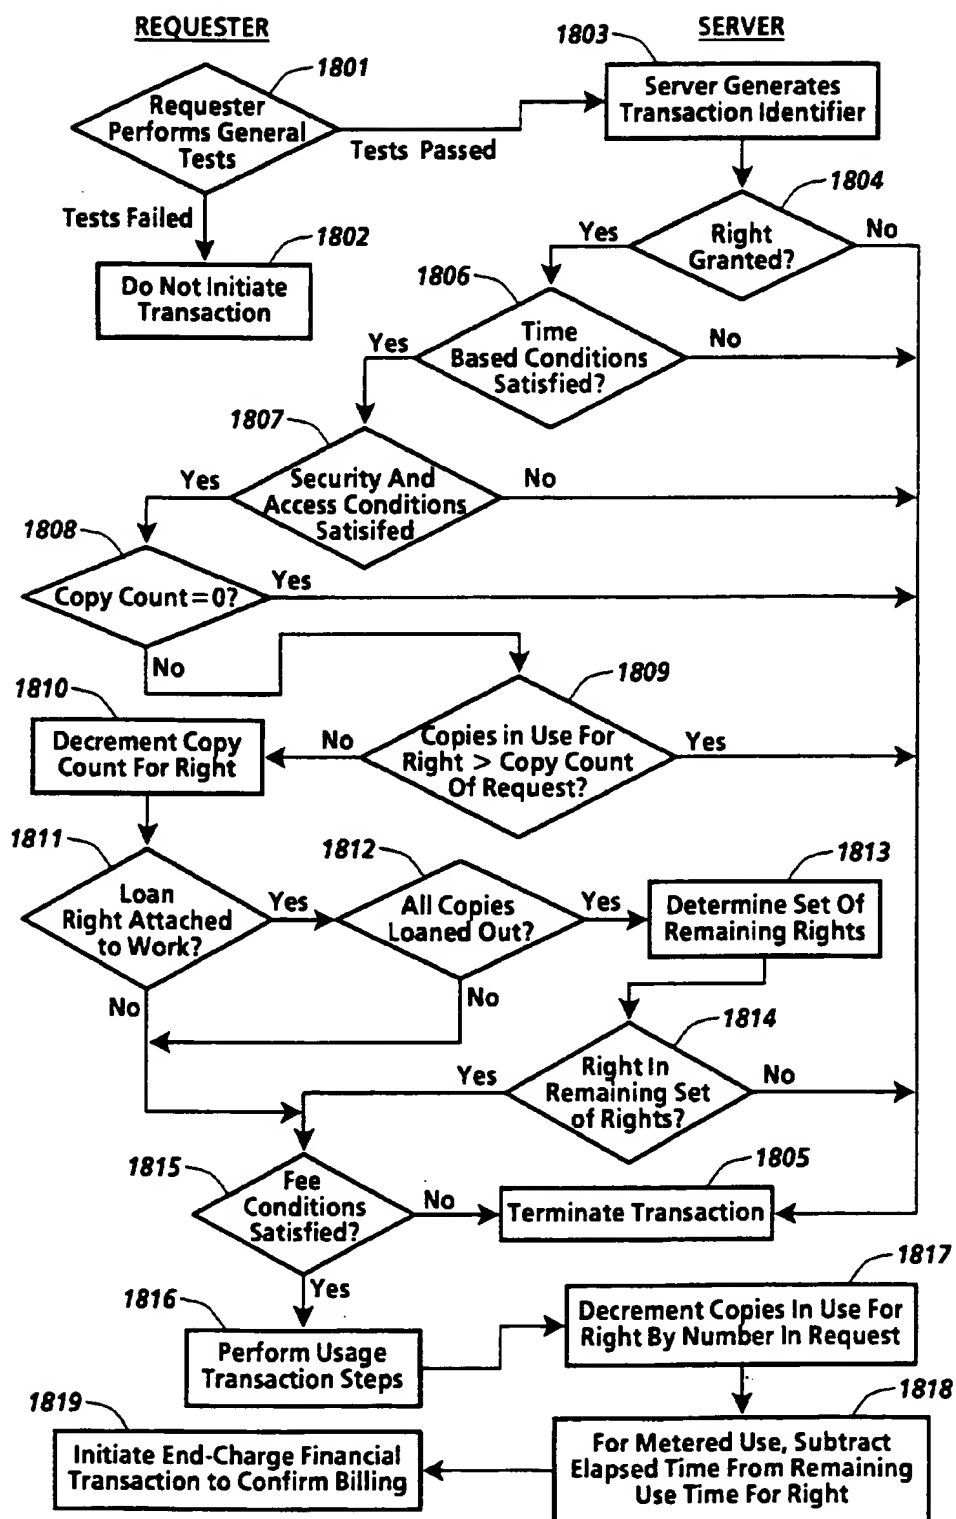 REQUESTER
SERVER
1801
1803
Requester
Performs General
Tests
Tests Passed
Server Generates
Transaction Identifier
Tests Failed
1802
Do Not Initiate
Transaction
1804
Right
Granted?
Yes
No
1806
Time
Based Conditions
Satisfied?
Yes
No
1807
Security And
Access Conditions
Satisifed
Yes
No
1808
Copy Count=0?
Yes
No
1809
Copies in Use For
Right > Copy Count
Of Request?
No
Yes
1810
Decrement Copy
Count For Right
1811
Loan
Right Attached
to Work?
Yes
No
1812
All Copies
Loaned Out?
Yes
No
1813
Determine Set Of
Remaining Rights
1814
Right In
Remaining Set
of Rights?
Yes
No
1815
Fee
Conditions
Satisfied?
No
Yes
1805
Terminate Transaction
1816
Perform Usage
Transaction Steps
1817
Decrement Copies In Use For
Right By Number In Request
1818
For Metered Use, Subtract
Elapsed Time From Remaining
Use Time For Right
1819
Initiate End-Charge Financial
Transaction to Confirm Billing